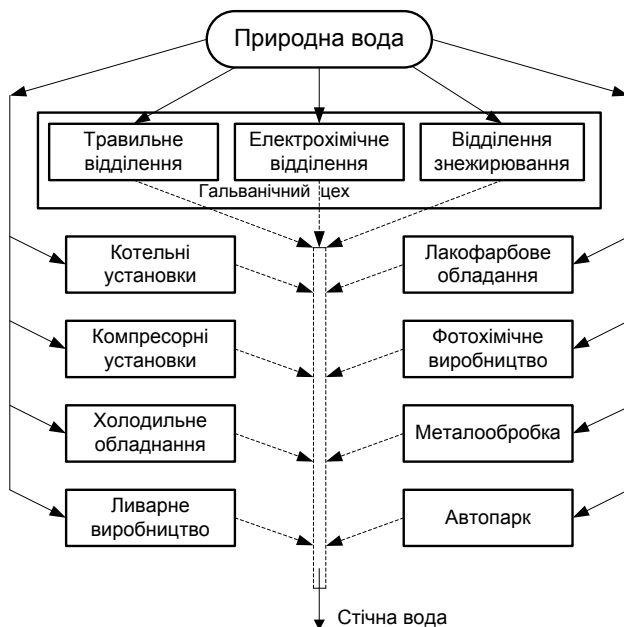 Природна вода
Травильне
відділення
Електрохімічне
відділення
Відділення
знежирювання
Гальванічний цех
Котельні
установки
Лакофарбове
обладання
Компресорні
установки
Фотохімічне
виробництво
Холодильне
обладнання
Металообробка
Ливарне
виробництво
Автопарк
Стічна вода